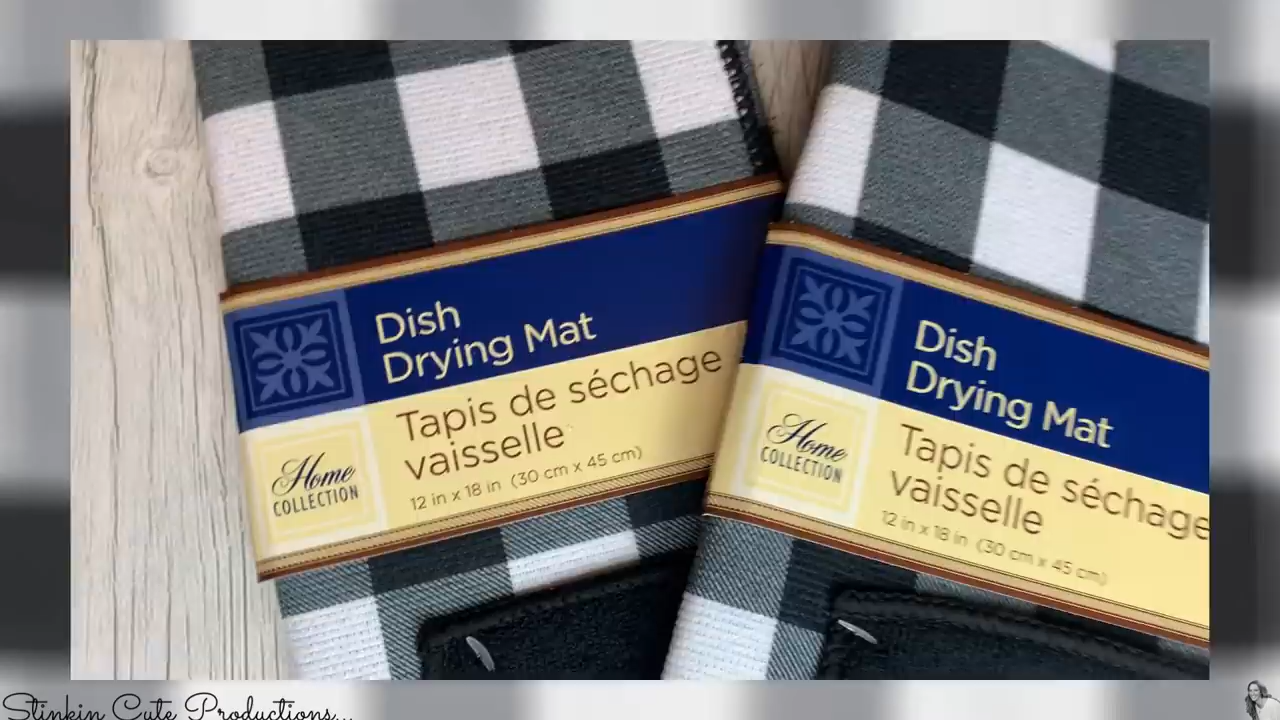 Dish
Drying Mat
Tapis de séchage
vaisselle
12 in x 18 in (30 cm x 45 cm)
Home
COLLECTION
Dish
Drying Mat
Tapis de séchage
vaisselle
12 in x 18 in (30 cm x 45 cm)
Home
COLLECTION
Stinkin Cute Productions...